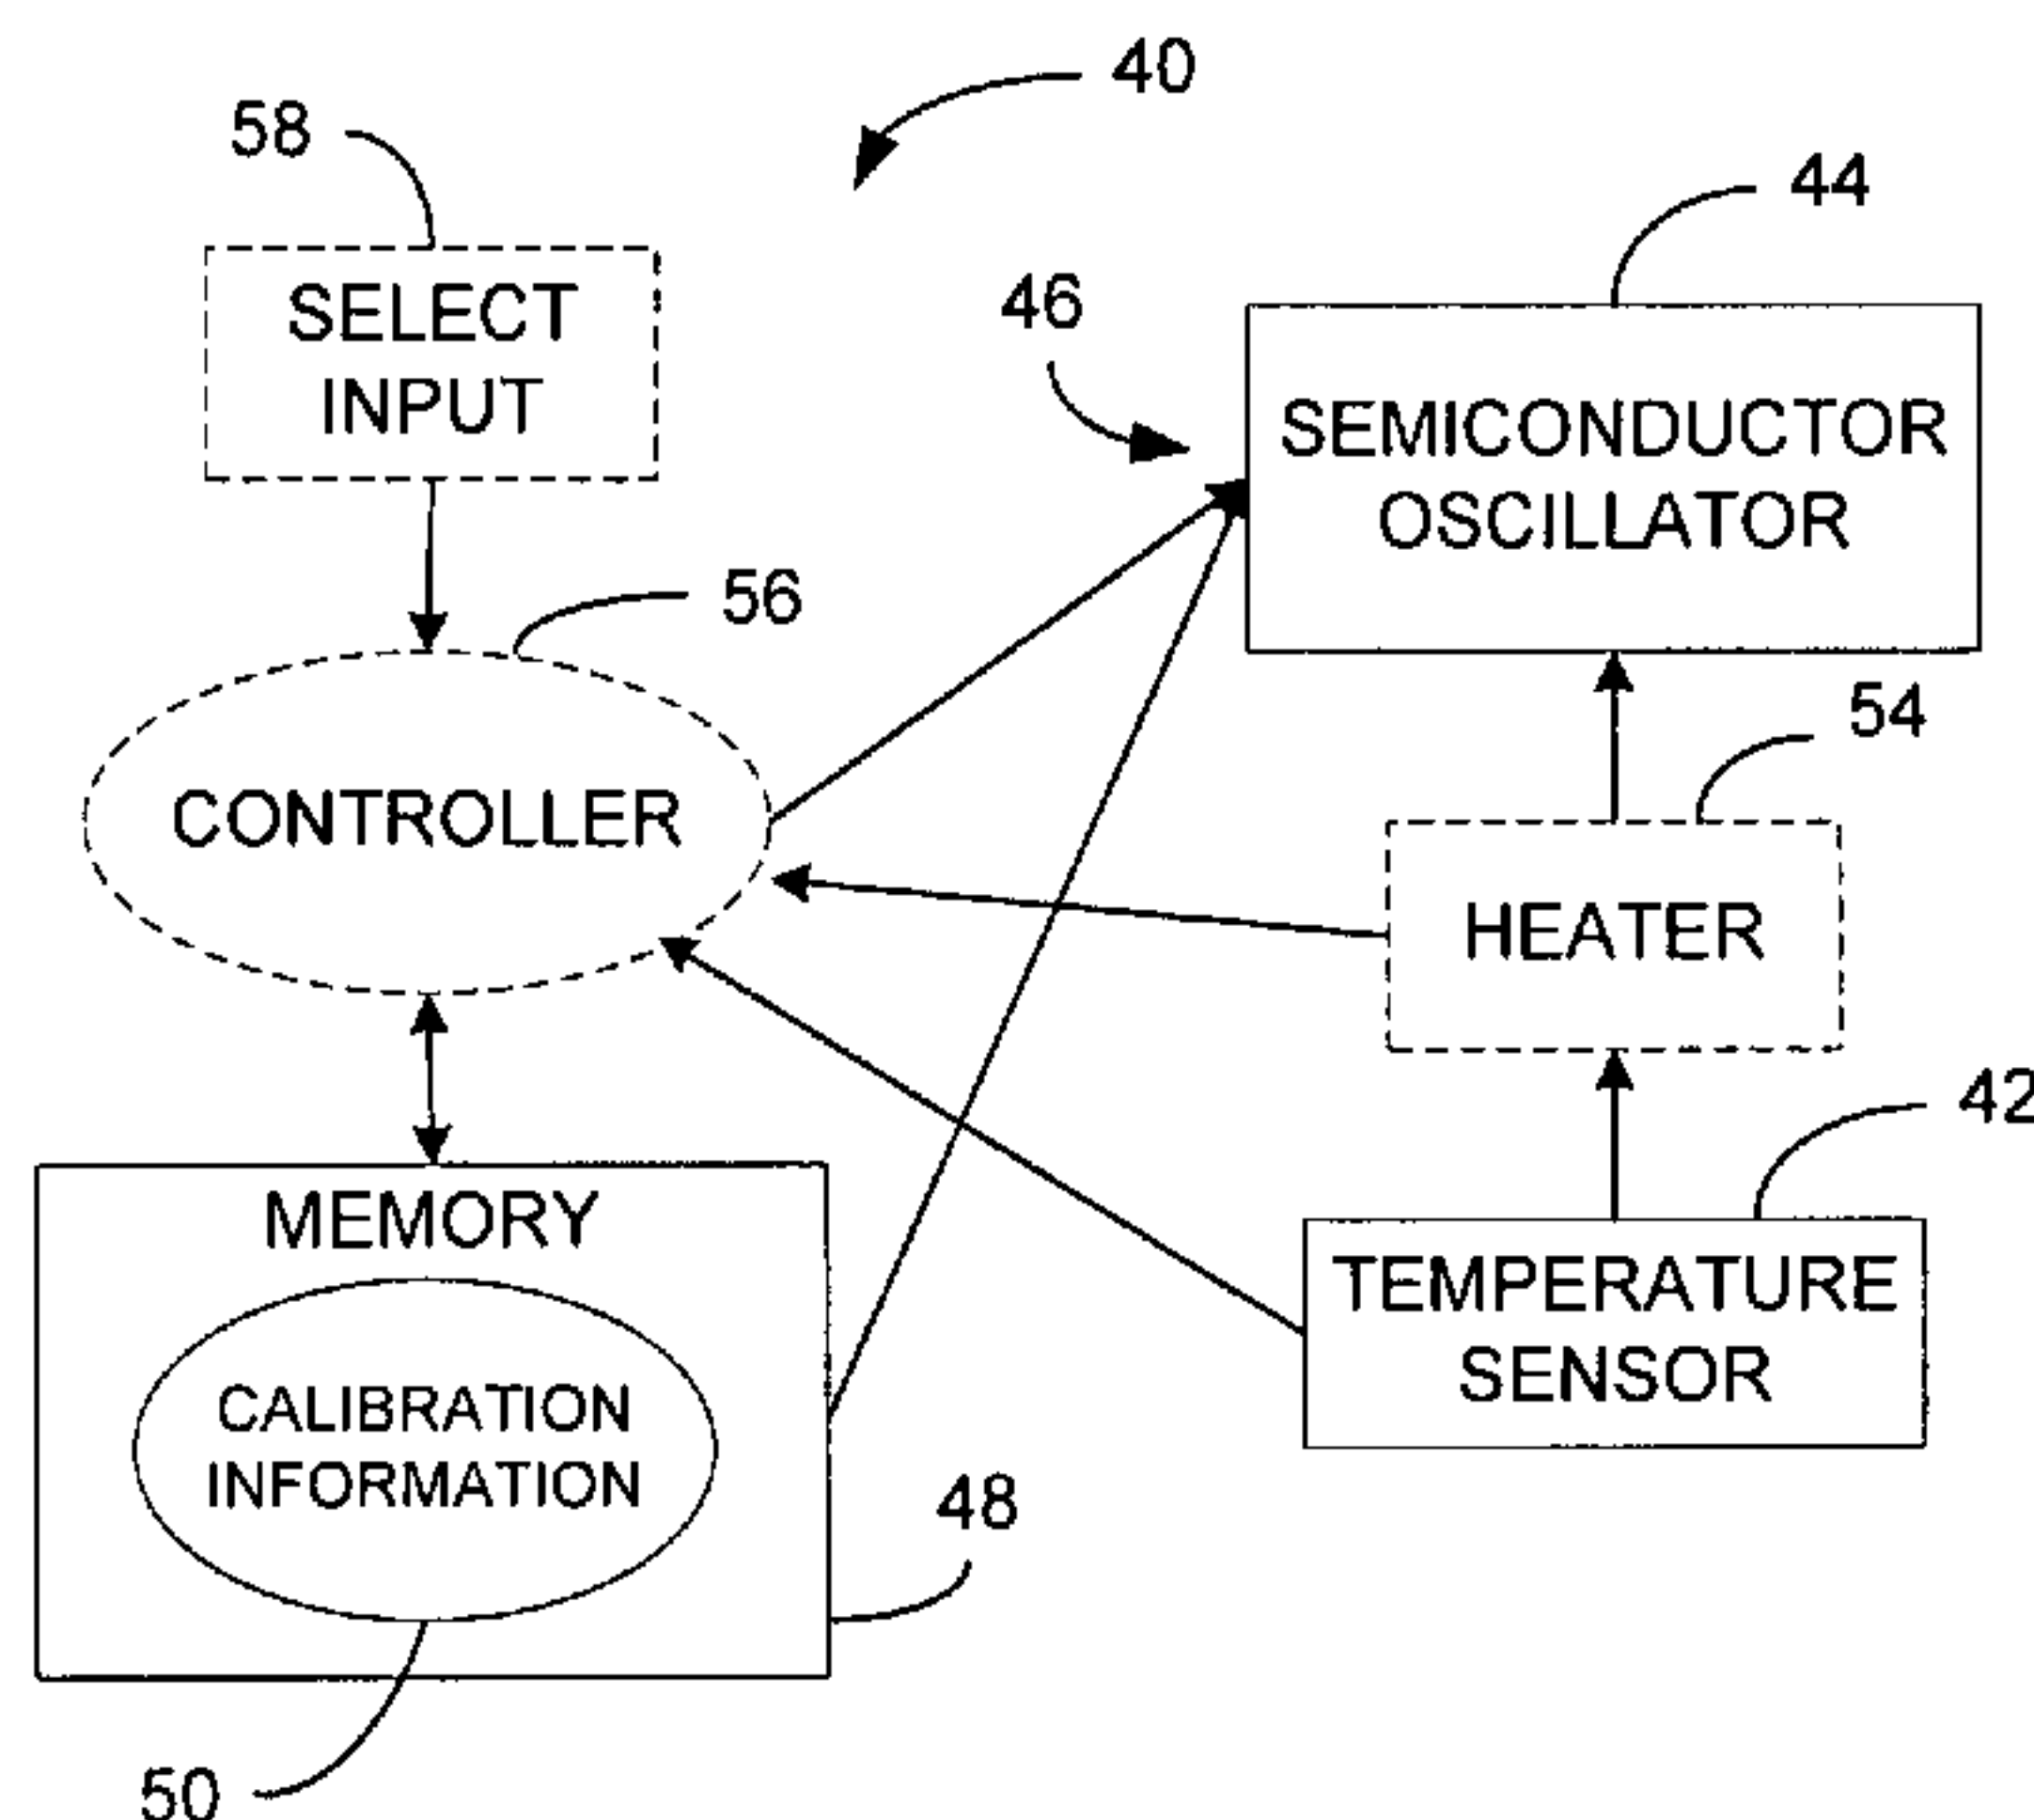 40
58
44
SELECT
INPUT
46
SEMICONDUCTOR
OSCILLATOR
56
54
CONTROLLER
HEATER
42
MEMORY
TEMPERATURE
SENSOR
CALIBRATION
INFORMATION
48
50